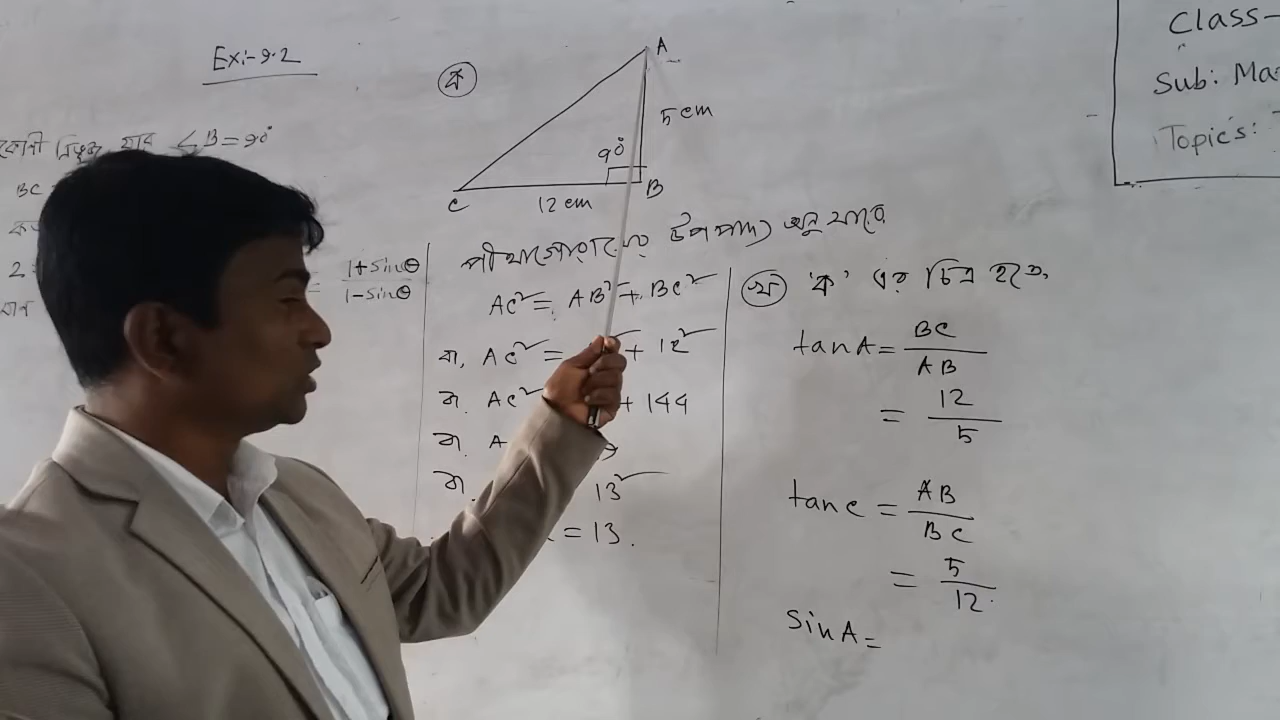 Ex:-9.2
∠B=90°
BC
1+sinθ
= ―――
1-sinθ
ক
A
5 cm
90°
B
C
12 cm
পীথাগোরাসের উপপাদ্য অনুযায়ী
AC² = AB² + BC²
বা, AC² = + 12²
বা. AC² + 144
বা. A
বা. 13²
= 13.
খ 'ক' এর চিত্র হতে,
tanA = BC/AB
= 12/5
tanC = AB/BC
= 5/12.
SinA =
Class-
Sub: Ma
Topics: